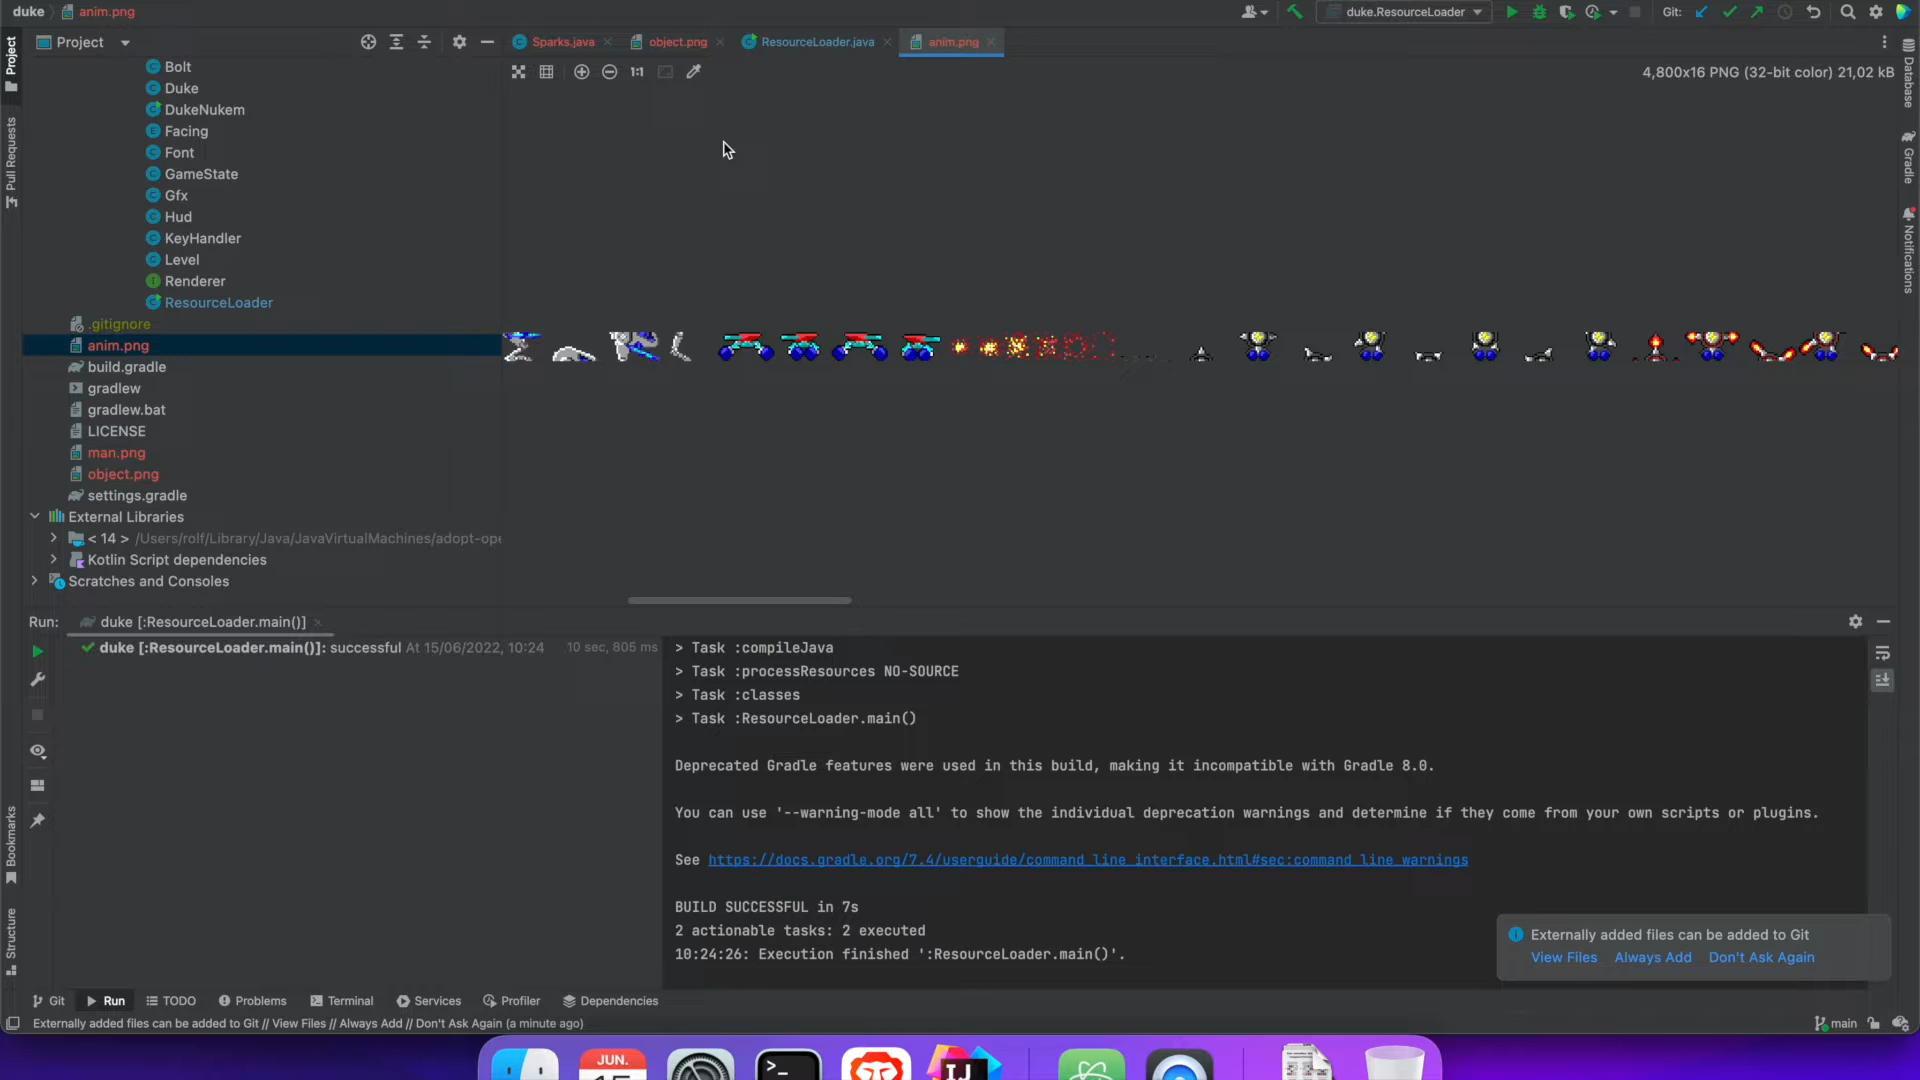 duke
anim.png
duke.ResourceLoader
Git:
Project
Project
Pull Requests
Bookmarks
Structure
Sparks.java
object.png
ResourceLoader.java
anim.png
1:1
4,800x16 PNG (32-bit color) 21,02 kB
Database
Gradle
Notifications
Bolt
Duke
DukeNukem
Facing
Font
GameState
Gfx
Hud
KeyHandler
Level
Renderer
ResourceLoader
.gitignore
anim.png
build.gradle
gradlew
gradlew.bat
LICENSE
man.png
object.png
settings.gradle
External Libraries
< 14 > /Users/rolf/Library/Java/JavaVirtualMachines/adopt-ope
Kotlin Script dependencies
Scratches and Consoles
Run:
duke [:ResourceLoader.main()]
duke [:ResourceLoader.main()]: successful At 15/06/2022, 10:24
10 sec, 805 ms
> Task :compileJava
> Task :processResources NO-SOURCE
> Task :classes
> Task :ResourceLoader.main()
Deprecated Gradle features were used in this build, making it incompatible with Gradle 8.0.
You can use '--warning-mode all' to show the individual deprecation warnings and determine if they come from your own scripts or plugins.
See https://docs.gradle.org/7.4/userguide/command_line_interface.html#sec:command_line_warnings
BUILD SUCCESSFUL in 7s
2 actionable tasks: 2 executed
10:24:26: Execution finished ':ResourceLoader.main()'.
Externally added files can be added to Git
View Files Always Add Don't Ask Again
Git
Run
TODO
Problems
Terminal
Services
Profiler
Dependencies
Externally added files can be added to Git // View Files // Always Add // Don't Ask Again (a minute ago)
main
JUN.
15
>_
IJ